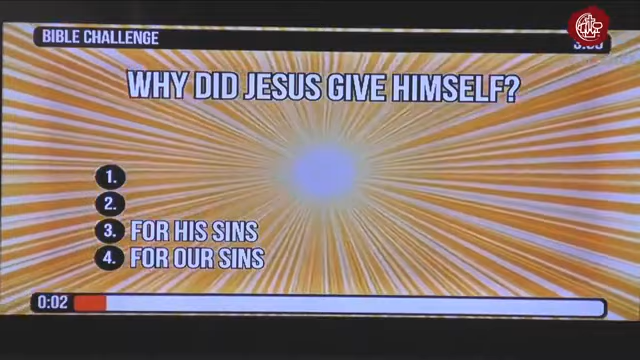 BIBLE CHALLENGE
WHY DID JESUS GIVE HIMSELF?
1.
2.
3. FOR HIS SINS
4. FOR OUR SINS
0:02